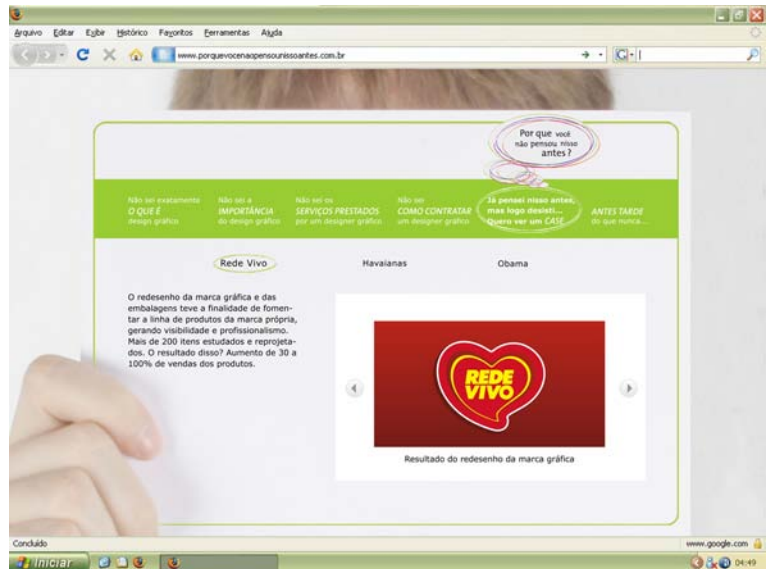 Arquivo Editar Exibir Histórico Favoritos Ferramentas Ajuda
www.porquevocenaopensounissoantes.com.br
G
Por que você
não pensou nisso
antes?
Não sei exatamente
O QUE É
design gráfico
Não sei a
IMPORTÂNCIA
do design gráfico
Não sei os
SERVIÇOS PRESTADOS
por um designer gráfico
Não sei
COMO CONTRATAR
um designer gráfico
Já pensei nisso antes,
mas logo desisti...
Quero ver um CASE
ANTES TARDE
do que nunca...
Rede Vivo
Havaianas
Obama
O redesenho da marca gráfica e das
embalagens teve a finalidade de fomen-
tar a linha de produtos da marca própria,
gerando visibilidade e profissionalismo.
Mais de 200 itens estudados e reprojeta-
dos. O resultado disso? Aumento de 30 a
100% de vendas dos produtos.
REDE
VIVO
Resultado do redesenho da marca gráfica
Concluído
www.google.com
Iniciar
04:49